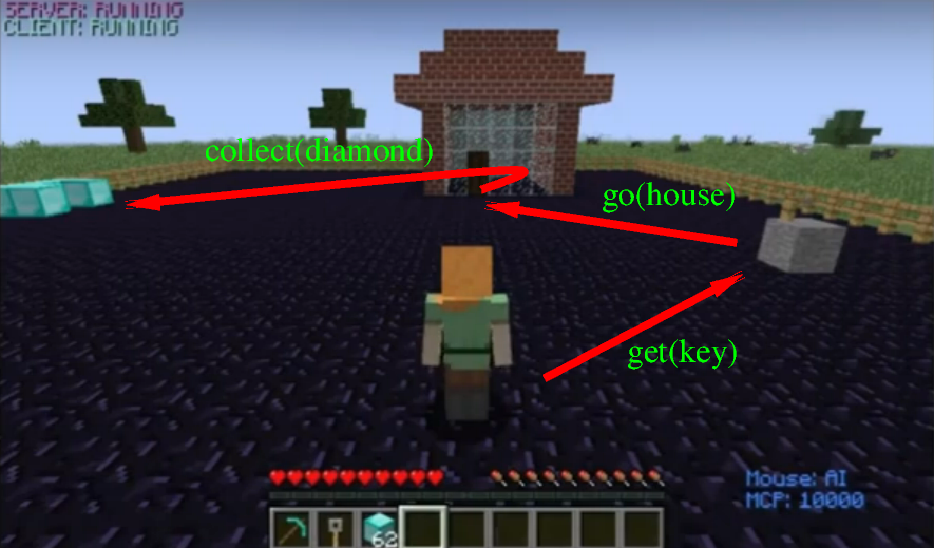 SERVER: RUNNING
CLIENT: RUNNING
collect(diamond)
go(house)
get(key)
Mouse: AI
MCP: 10000
62